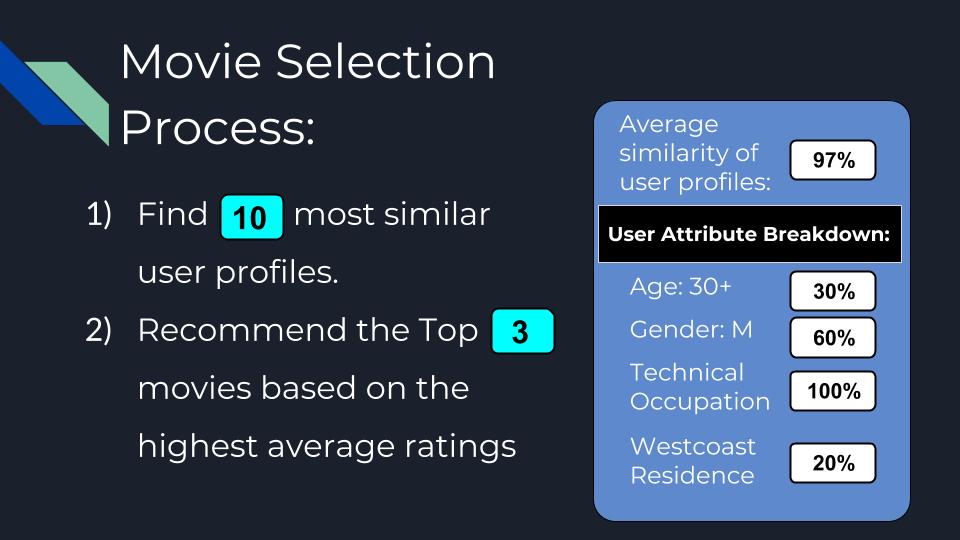 Movie Selection
Process:
1) Find 10 most similar
user profiles.
2) Recommend the Top 3
movies based on the
highest average ratings
Average
similarity of
user profiles:
97%
User Attribute Breakdown:
Age: 30+
30%
Gender: M
60%
Technical
Occupation
100%
Westcoast
Residence
20%